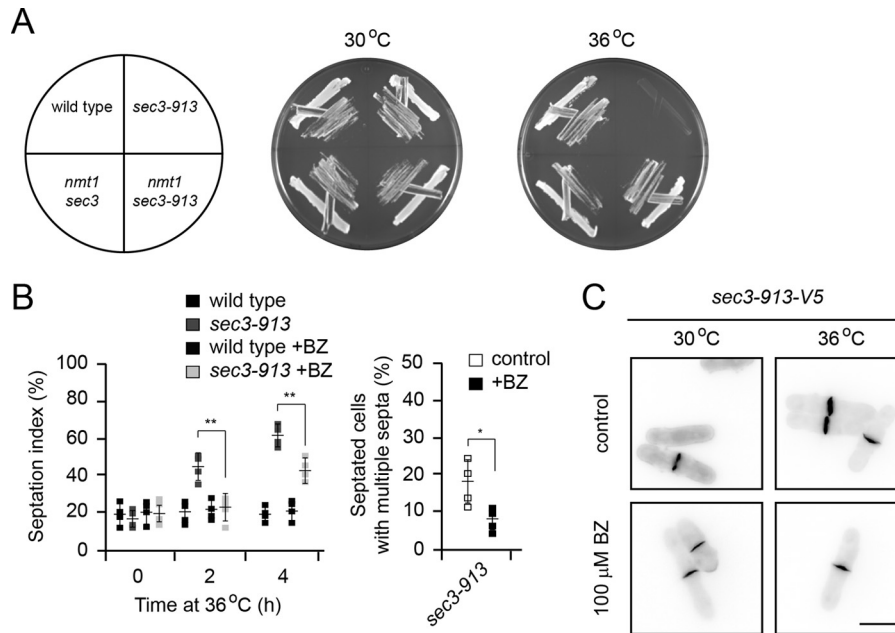 A
30 °C
36 °C
wild type
sec3-913
nmt1
sec3
nmt1
sec3-913
B
wild type
sec3-913
wild type +BZ
sec3-913 +BZ
Septation index (%)
100
80
60
40
20
0
**
**
0
2
4
Time at 36 °C (h)
Septated cells
with multiple septa (%)
50
40
30
20
10
0
control
+BZ
*
sec3-913
C
sec3-913-V5
30 °C
36 °C
control
100 μM BZ